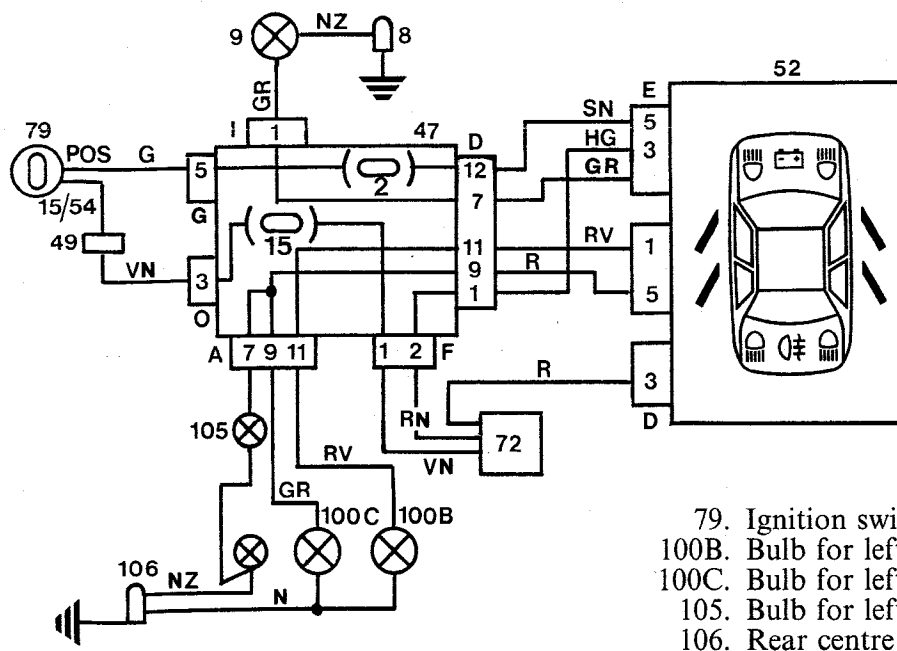 9
NZ
8
GR
52
79
I
1
47
D
E
SN
5
HG
3
GR
POS
G
5
2
12
7
15/54
G
49
15
11
RV
1
VN
3
9
R
5
O
1
A
7
9
11
1
2
F
R
3
D
RN
72
105
RV
VN
GR
100C
100B
106
NZ
N
79. Ignition swi
100B. Bulb for left
100C. Bulb for left
105. Bulb for left
106. Rear centre